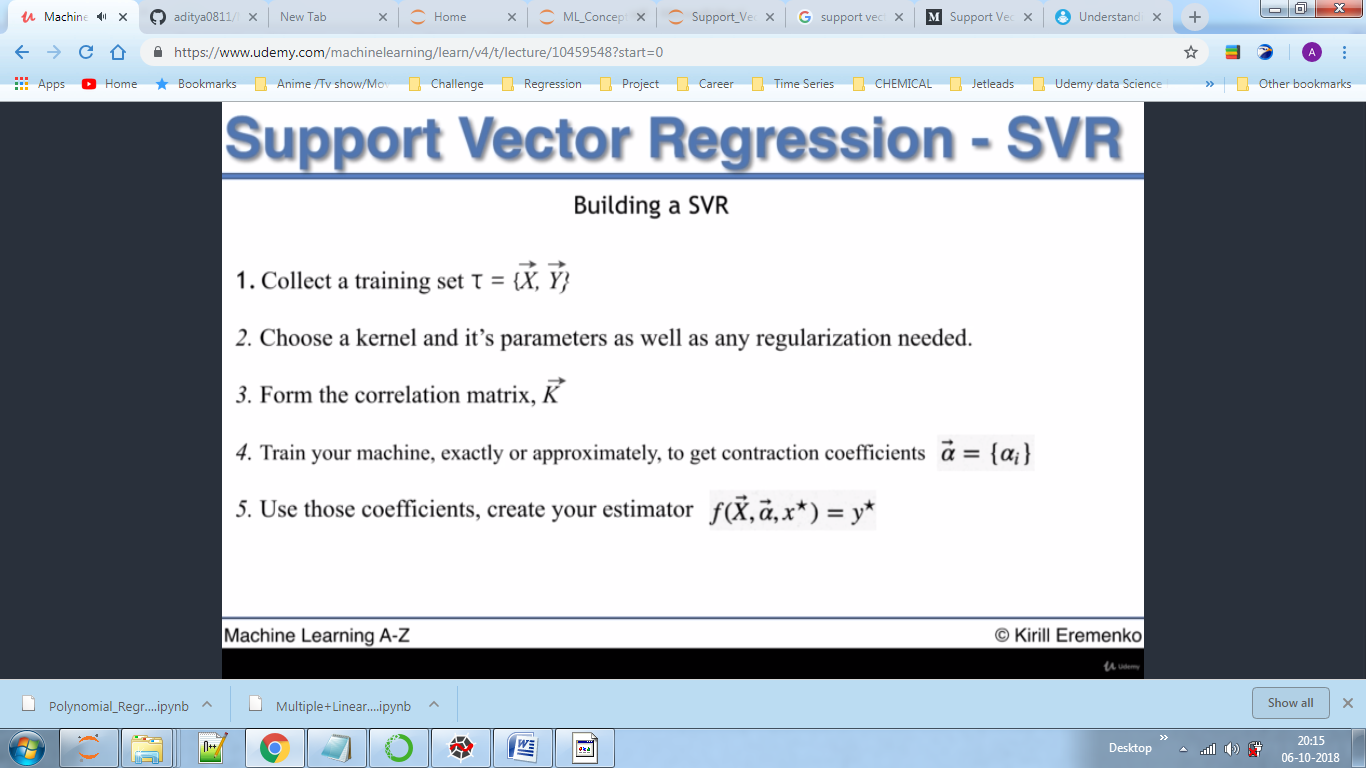 Machine
aditya0811/
New Tab
Home
ML_Concep
Support_Ve
support vec
Support Vec
Understand
https://www.udemy.com/machinelearning/learn/v4/t/lecture/10459548?start=0
A
Apps
Home
Bookmarks
Anime /Tv show/Mo
Challenge
Regression
Project
Career
Time Series
CHEMICAL
Jetleads
Udemy data Science
»
Other bookmarks
Support Vector Regression - SVR
Building a SVR
1. Collect a training set τ = {X⃗, Y⃗}
2. Choose a kernel and it’s parameters as well as any regularization needed.
3. Form the correlation matrix, K⃗
4. Train your machine, exactly or approximately, to get contraction coefficients α⃗ = {αᵢ}
5. Use those coefficients, create your estimator f(X⃗, α⃗, x★) = y★
Machine Learning A-Z
© Kirill Eremenko
Udemy
Polynomial_Regr....ipynb
Multiple+Linear....ipynb
Show all
Desktop
»
20:15
06-10-2018